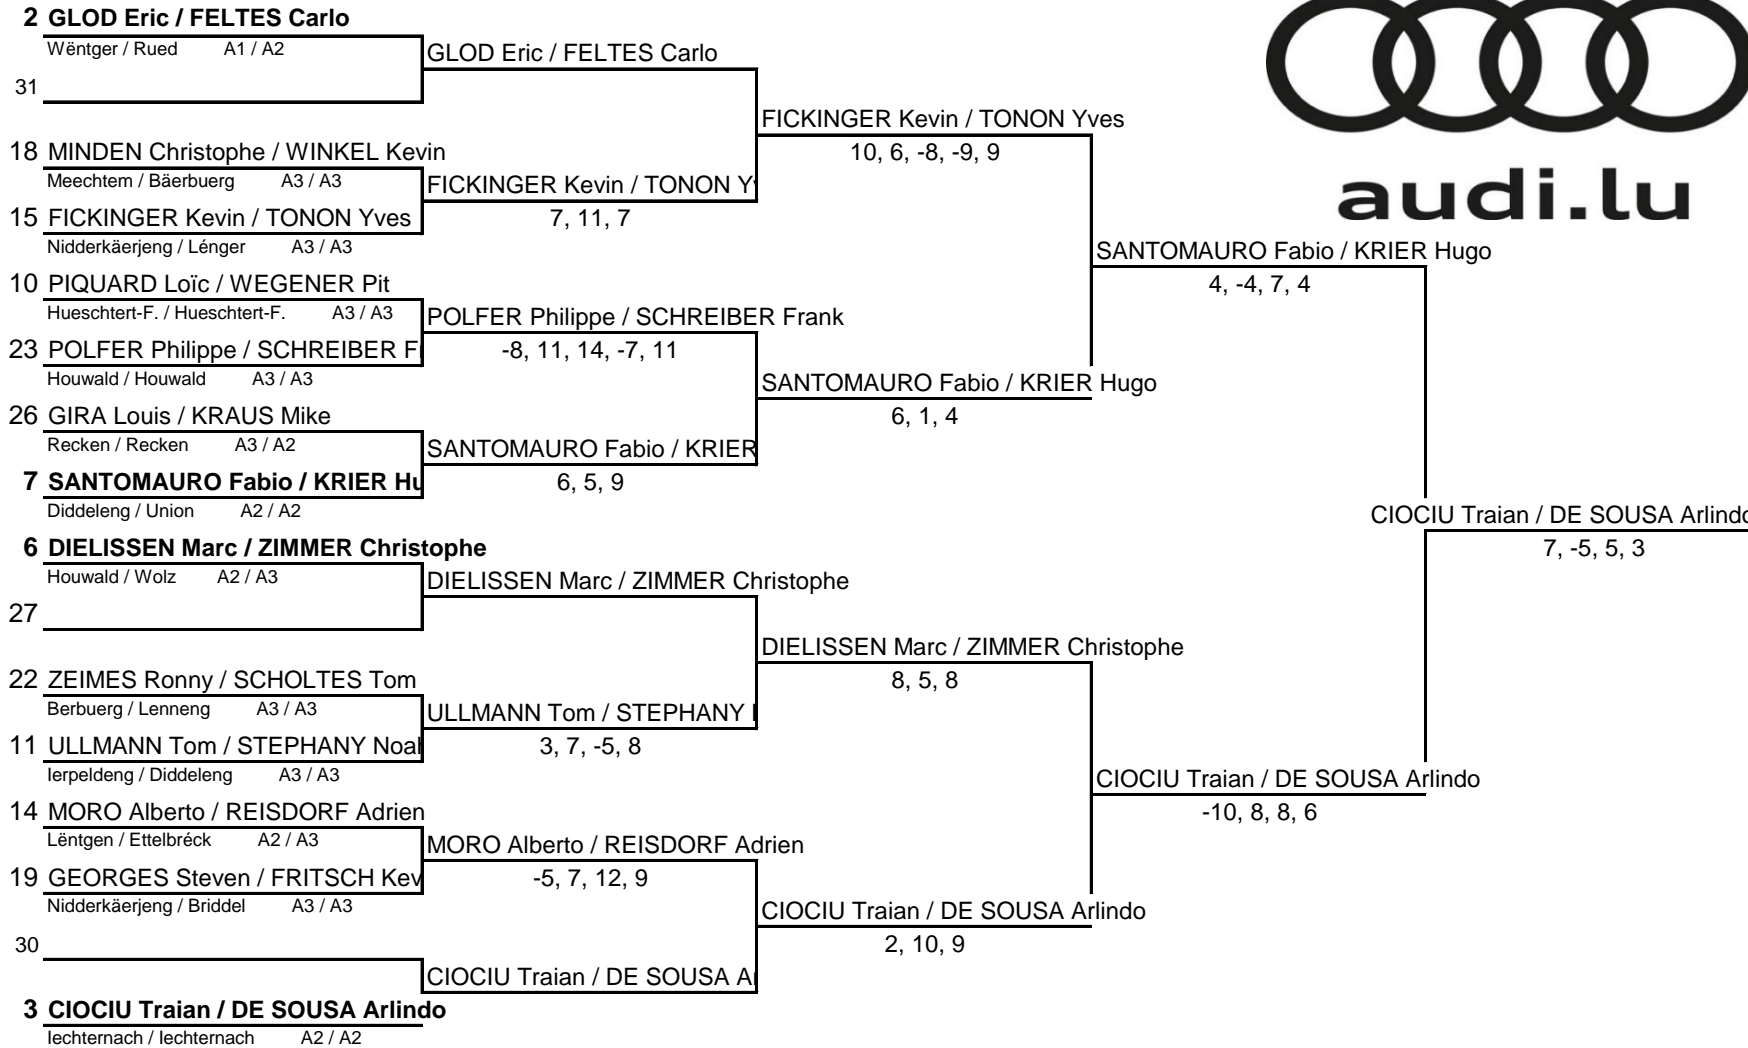 2 GLOD Eric / FELTES Carlo
Wëntger / Rued A1 / A2
GLOD Eric / FELTES Carlo
31
FICKINGER Kevin / TONON Yves
10, 6, -8, -9, 9
audi.lu
18 MINDEN Christophe / WINKEL Kevin
Meechtem / Bäerbuerg A3 / A3
FICKINGER Kevin / TONON Y
7, 11, 7
15 FICKINGER Kevin / TONON Yves
Nidderkäerjeng / Lénger A3 / A3
SANTOMAURO Fabio / KRIER Hugo
4, -4, 7, 4
10 PIQUARD Loïc / WEGENER Pit
Hueschtert-F. / Hueschtert-F. A3 / A3
POLFER Philippe / SCHREIBER Frank
-8, 11, 14, -7, 11
23 POLFER Philippe / SCHREIBER F
Houwald / Houwald A3 / A3
SANTOMAURO Fabio / KRIER Hugo
6, 1, 4
26 GIRA Louis / KRAUS Mike
Recken / Recken A3 / A2
SANTOMAURO Fabio / KRIER
6, 5, 9
7 SANTOMAURO Fabio / KRIER Hu
Diddeleng / Union A2 / A2
CIOCIU Traian / DE SOUSA Arlindo
7, -5, 5, 3
6 DIELISSEN Marc / ZIMMER Christophe
Houwald / Wolz A2 / A3
DIELISSEN Marc / ZIMMER Christophe
27
DIELISSEN Marc / ZIMMER Christophe
8, 5, 8
22 ZEIMES Ronny / SCHOLTES Tom
Berbuerg / Lenneng A3 / A3
ULLMANN Tom / STEPHANY
3, 7, -5, 8
11 ULLMANN Tom / STEPHANY Noah
Ierpeldeng / Diddeleng A3 / A3
CIOCIU Traian / DE SOUSA Arlindo
-10, 8, 8, 6
14 MORO Alberto / REISDORF Adrien
Lëntgen / Ettelbréck A2 / A3
MORO Alberto / REISDORF Adrien
-5, 7, 12, 9
19 GEORGES Steven / FRITSCH Kev
Nidderkäerjeng / Briddel A3 / A3
CIOCIU Traian / DE SOUSA Arlindo
2, 10, 9
30
CIOCIU Traian / DE SOUSA A
3 CIOCIU Traian / DE SOUSA Arlindo
Iechternach / Iechternach A2 / A2